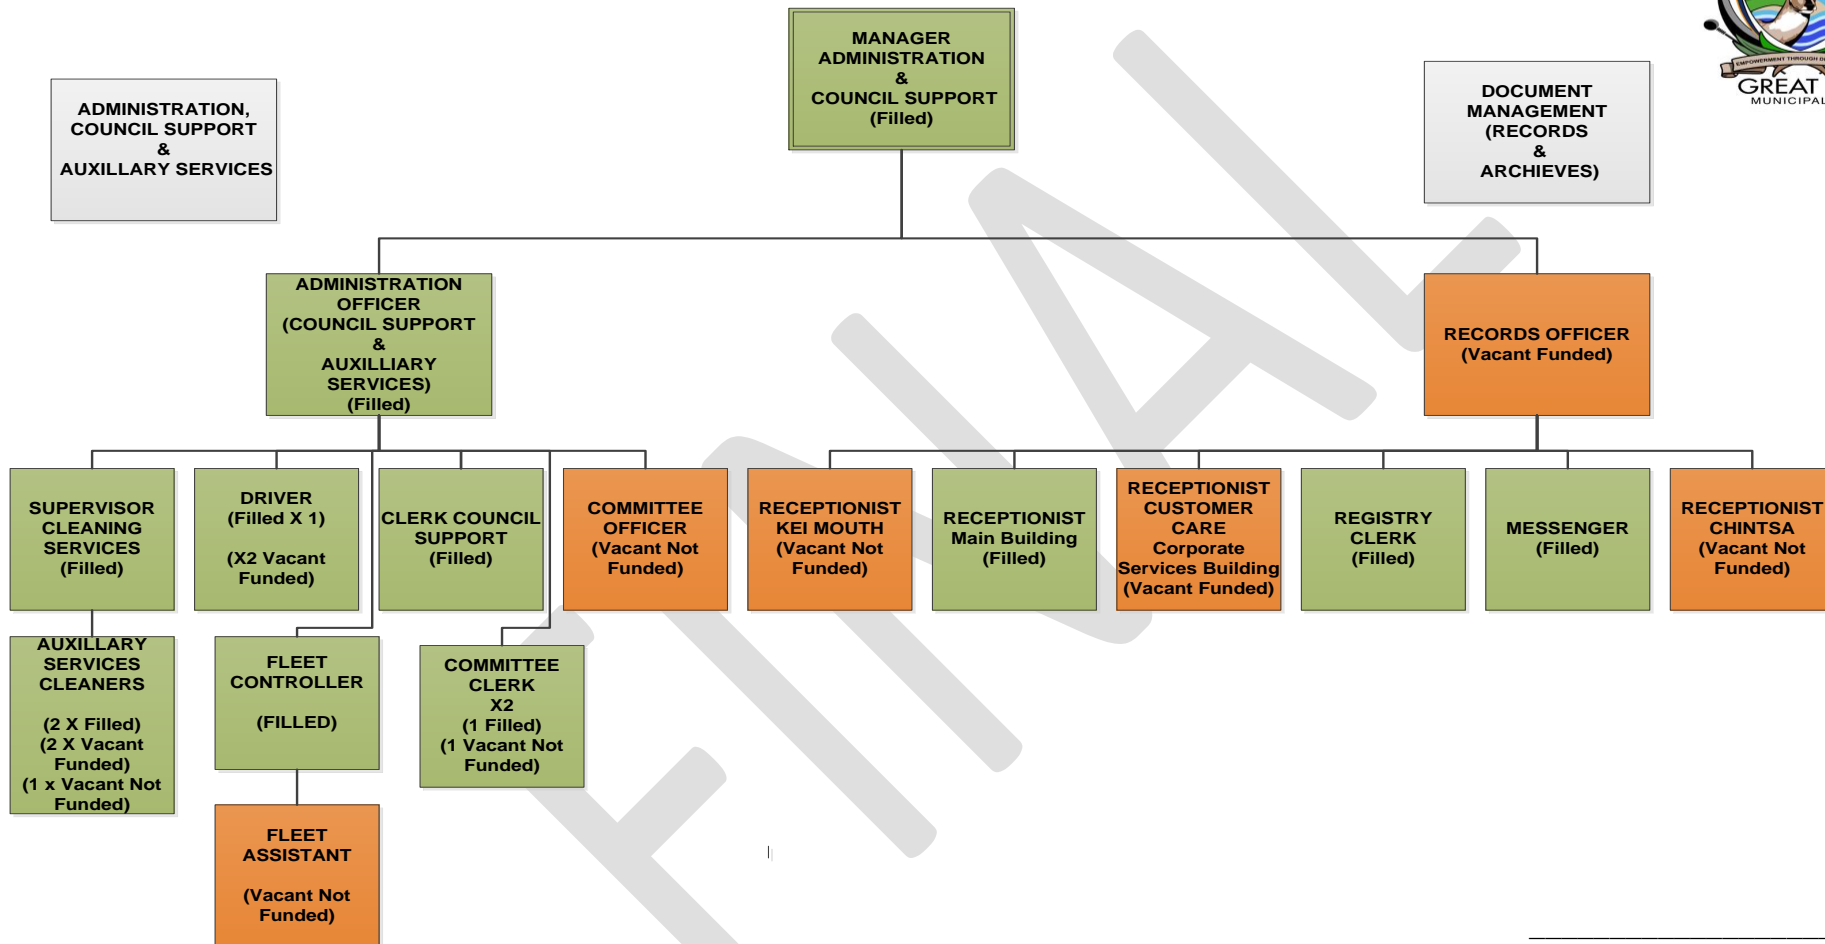 MANAGER
ADMINISTRATION
&
COUNCIL SUPPORT
(Filled)
ADMINISTRATION,
COUNCIL SUPPORT
&
AUXILLARY SERVICES
DOCUMENT
MANAGEMENT
(RECORDS
&
ARCHIEVES)
EMPOWERMENT THROUGH
GREAT
MUNICIPAL
ADMINISTRATION
OFFICER
(COUNCIL SUPPORT
&
AUXILLIARY
SERVICES)
(Filled)
RECORDS OFFICER
(Vacant Funded)
SUPERVISOR
CLEANING
SERVICES
(Filled)
DRIVER
(Filled X 1)
(X2 Vacant
Funded)
CLERK COUNCIL
SUPPORT
(Filled)
COMMITTEE
OFFICER
(Vacant Not
Funded)
RECEPTIONIST
KEI MOUTH
(Vacant Not
Funded)
RECEPTIONIST
Main Building
(Filled)
RECEPTIONIST
CUSTOMER
CARE
Corporate
Services Building
(Vacant Funded)
REGISTRY
CLERK
(Filled)
MESSENGER
(Filled)
RECEPTIONIST
CHINTSA
(Vacant Not
Funded)
AUXILLARY
SERVICES
CLEANERS
(2 X Filled)
(2 X Vacant
Funded)
(1 x Vacant Not
Funded)
FLEET
CONTROLLER
(FILLED)
COMMITTEE
CLERK
X2
(1 Filled)
(1 Vacant Not
Funded)
FLEET
ASSISTANT
(Vacant Not
Funded)
FINAL